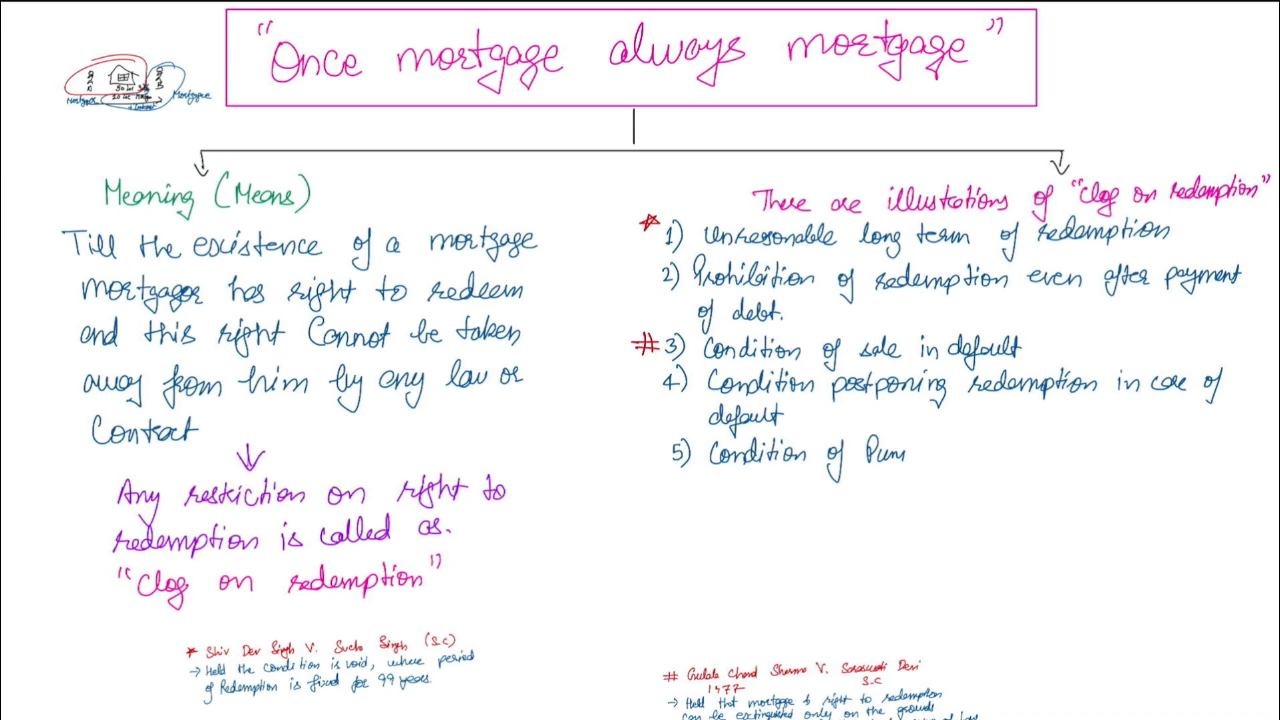 "Once mortgage always mortgage"
Mortgagee
Meaning (Means)
Till the existence of a mortgage
mortgagor has right to redeem
and this right Cannot be taken
away from him by any law or
Contract
Any restriction on right to
redemption is called as.
"Clog on redemption"
* Shiv Dev Singh V. Sucha Singh (S.C)
→ Held the condition is void, where period
of Redemption is fixed for 99 years.
There are illustrations of "Clog on redemption"
* 1) Unresonable long term of redemption
2) Prohibition of redemption even after payment
of debt.
# 3) Condition of sale in default
4) Condition postponing redemption in case of
default
5) Condition of Pum
# Gulab Chand Sharma V. Saraswati Devi
1977 S.C
→ Held that mortgage & right to redemption
can be extinguished only on the grounds